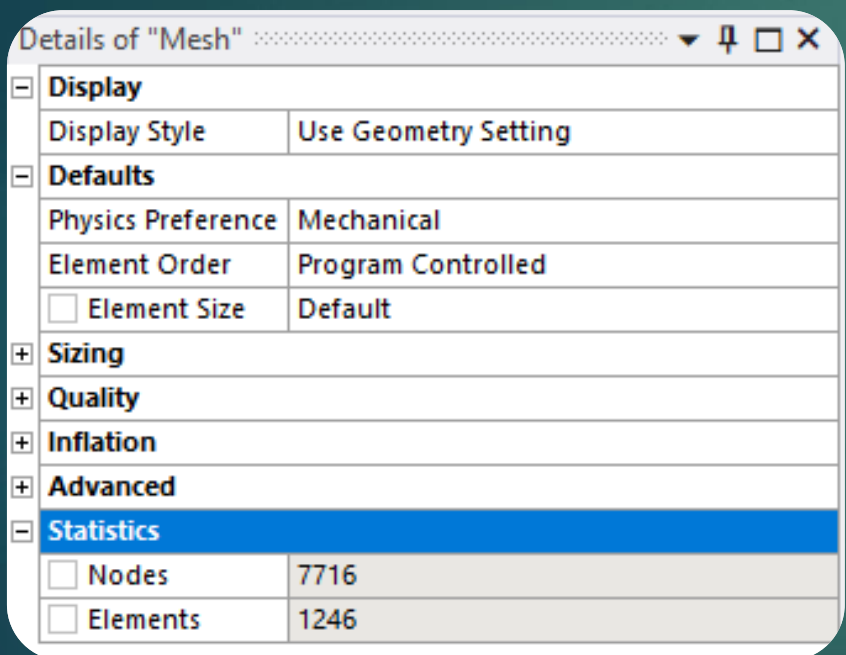 Details of "Mesh"
Display
Display Style Use Geometry Setting
Defaults
Physics Preference Mechanical
Element Order Program Controlled
Element Size Default
Sizing
Quality
Inflation
Advanced
Statistics
Nodes 7716
Elements 1246